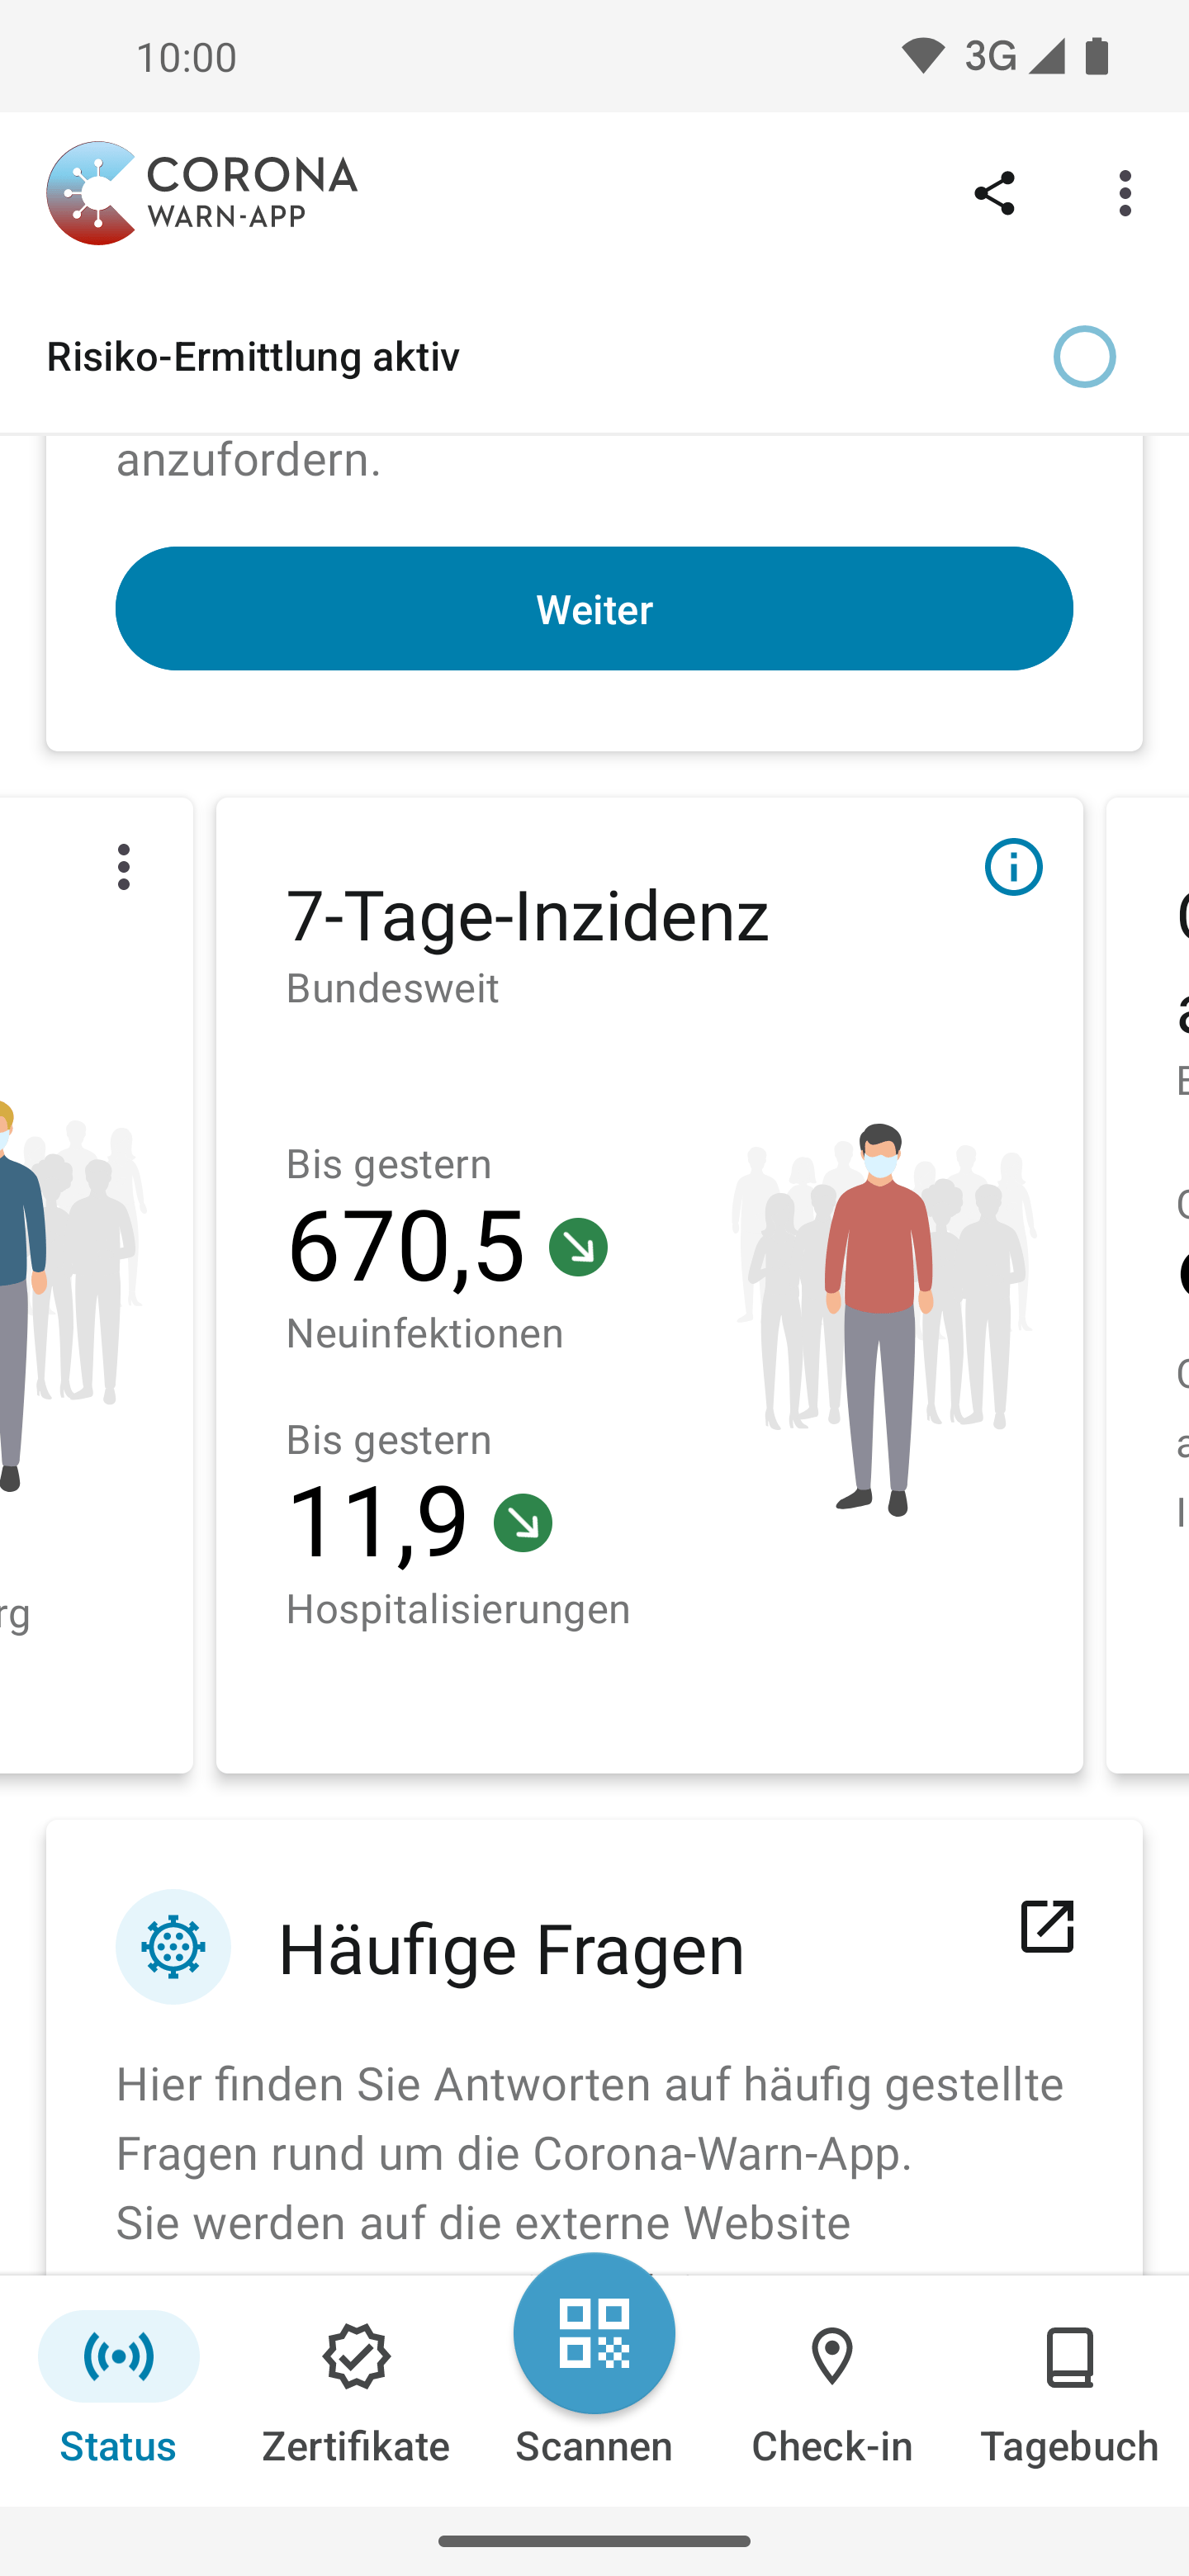 10:00
3G
CORONA
WARN-APP
Risiko-Ermittlung aktiv
anzufordern.
Weiter
7-Tage-Inzidenz
Bundesweit
Bis gestern
670,5
Neuinfektionen
Bis gestern
11,9
Hospitalisierungen
Häufige Fragen
Hier finden Sie Antworten auf häufig gestellte
Fragen rund um die Corona-Warn-App.
Sie werden auf die externe Website
Status
Zertifikate
Scannen
Check-in
Tagebuch